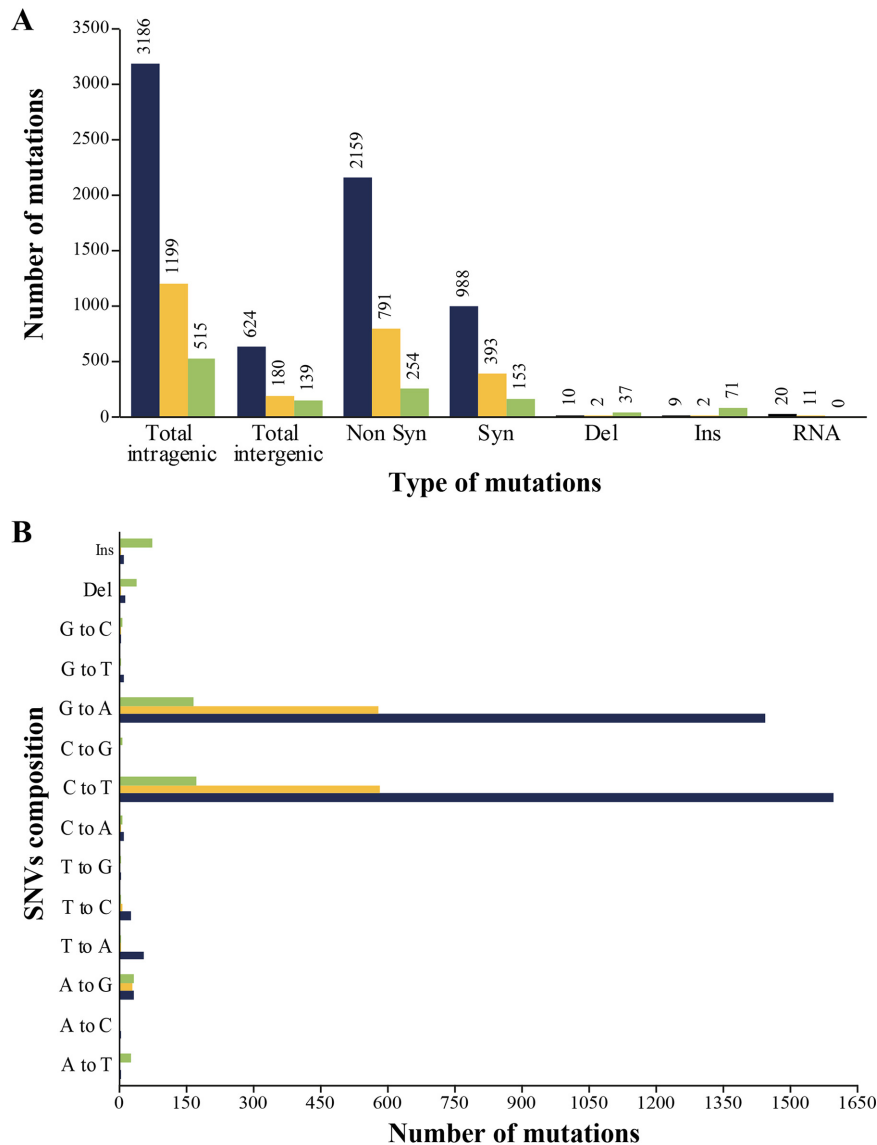 A
3500
3000
2500
2000
1500
1000
500
0
Number of mutations
3186
1199
515
624
180
139
2159
791
254
988
393
153
10
2
37
9
2
71
20
11
0
Total
intragenic
Total
intergenic
Non Syn
Syn
Del
Ins
RNA
Type of mutations
B
SNVs composition
Ins
Del
G to C
G to T
G to A
C to G
C to T
C to A
T to G
T to C
T to A
A to G
A to C
A to T
0 150 300 450 600 750 900 1050 1200 1350 1500 1650
Number of mutations